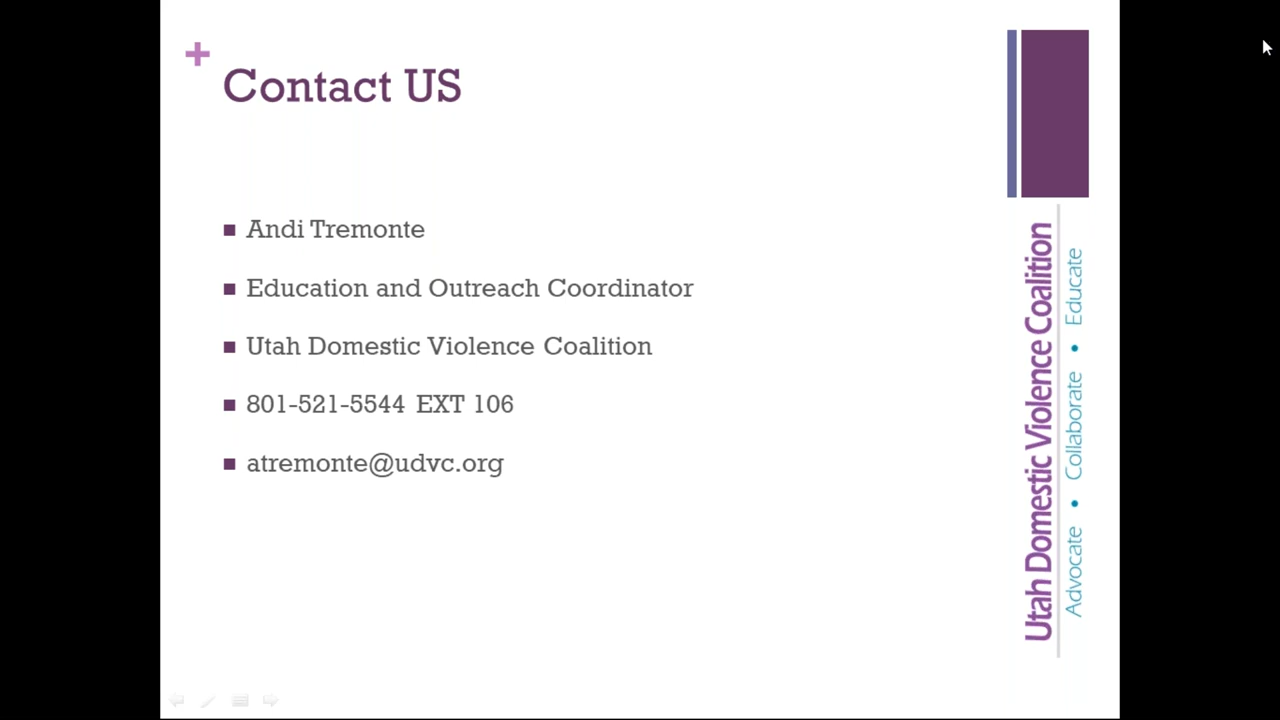 +
Contact US
Andi Tremonte
Education and Outreach Coordinator
Utah Domestic Violence Coalition
801-521-5544 EXT 106
atremonte@udvc.org
Utah Domestic Violence Coalition
Advocate • Collaborate • Educate